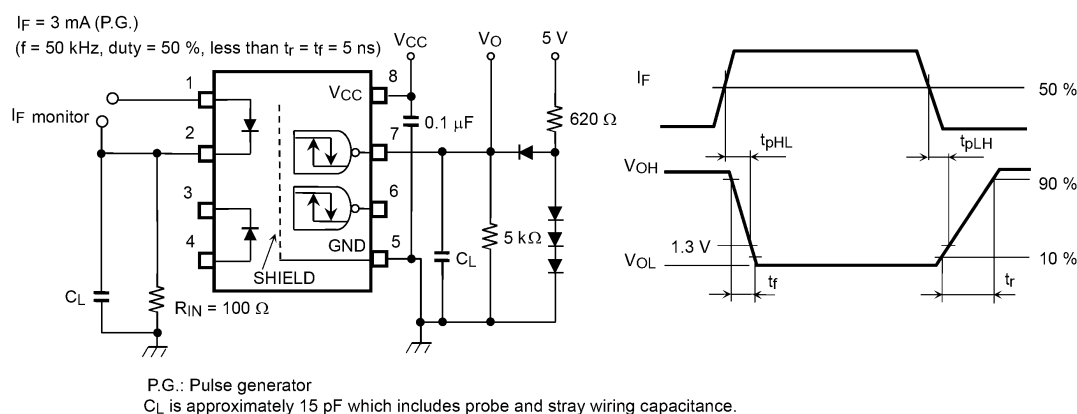 IF = 3 mA (P.G.)
(f = 50 kHz, duty = 50 %, less than tr = tf = 5 ns)
VCC
VO
5 V
1
8
VCC
IF monitor
0.1 μF
620 Ω
2
7
3
6
4
5
GND
5 kΩ
CL
SHIELD
CL
RIN = 100 Ω
IF
50 %
tpHL
tpLH
VOH
90 %
1.3 V
VOL
10 %
tf
tr
P.G.: Pulse generator
CL is approximately 15 pF which includes probe and stray wiring capacitance.